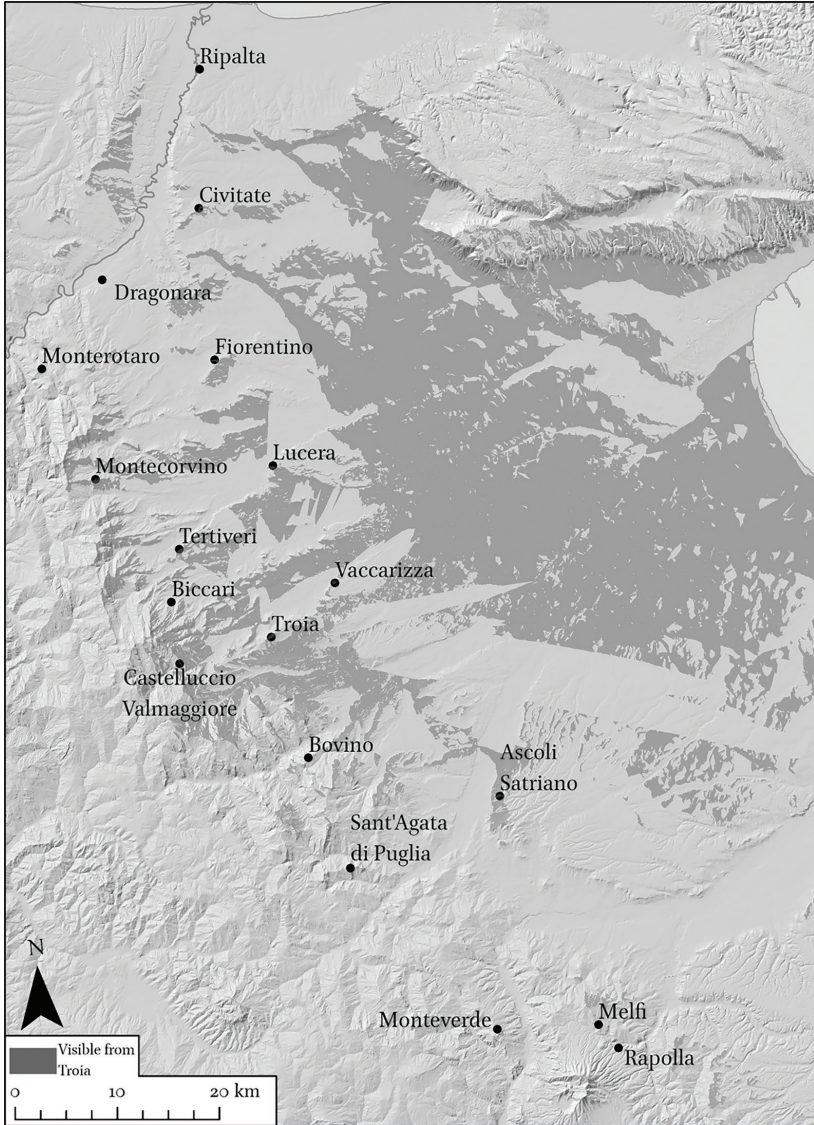 Ripalta
Civitate
Dragonara
Fiorentino
Monterotaro
Lucera
Montecorvino
Tertiveri
Vaccarizza
Biccari
Troia
Castelluccio
Valmaggiore
Bovino
Ascoli
Satriano
Sant'Agata
di Puglia
N
Melfi
Monteverde
Rapolla
Visible from
Troia
0 10 20 km